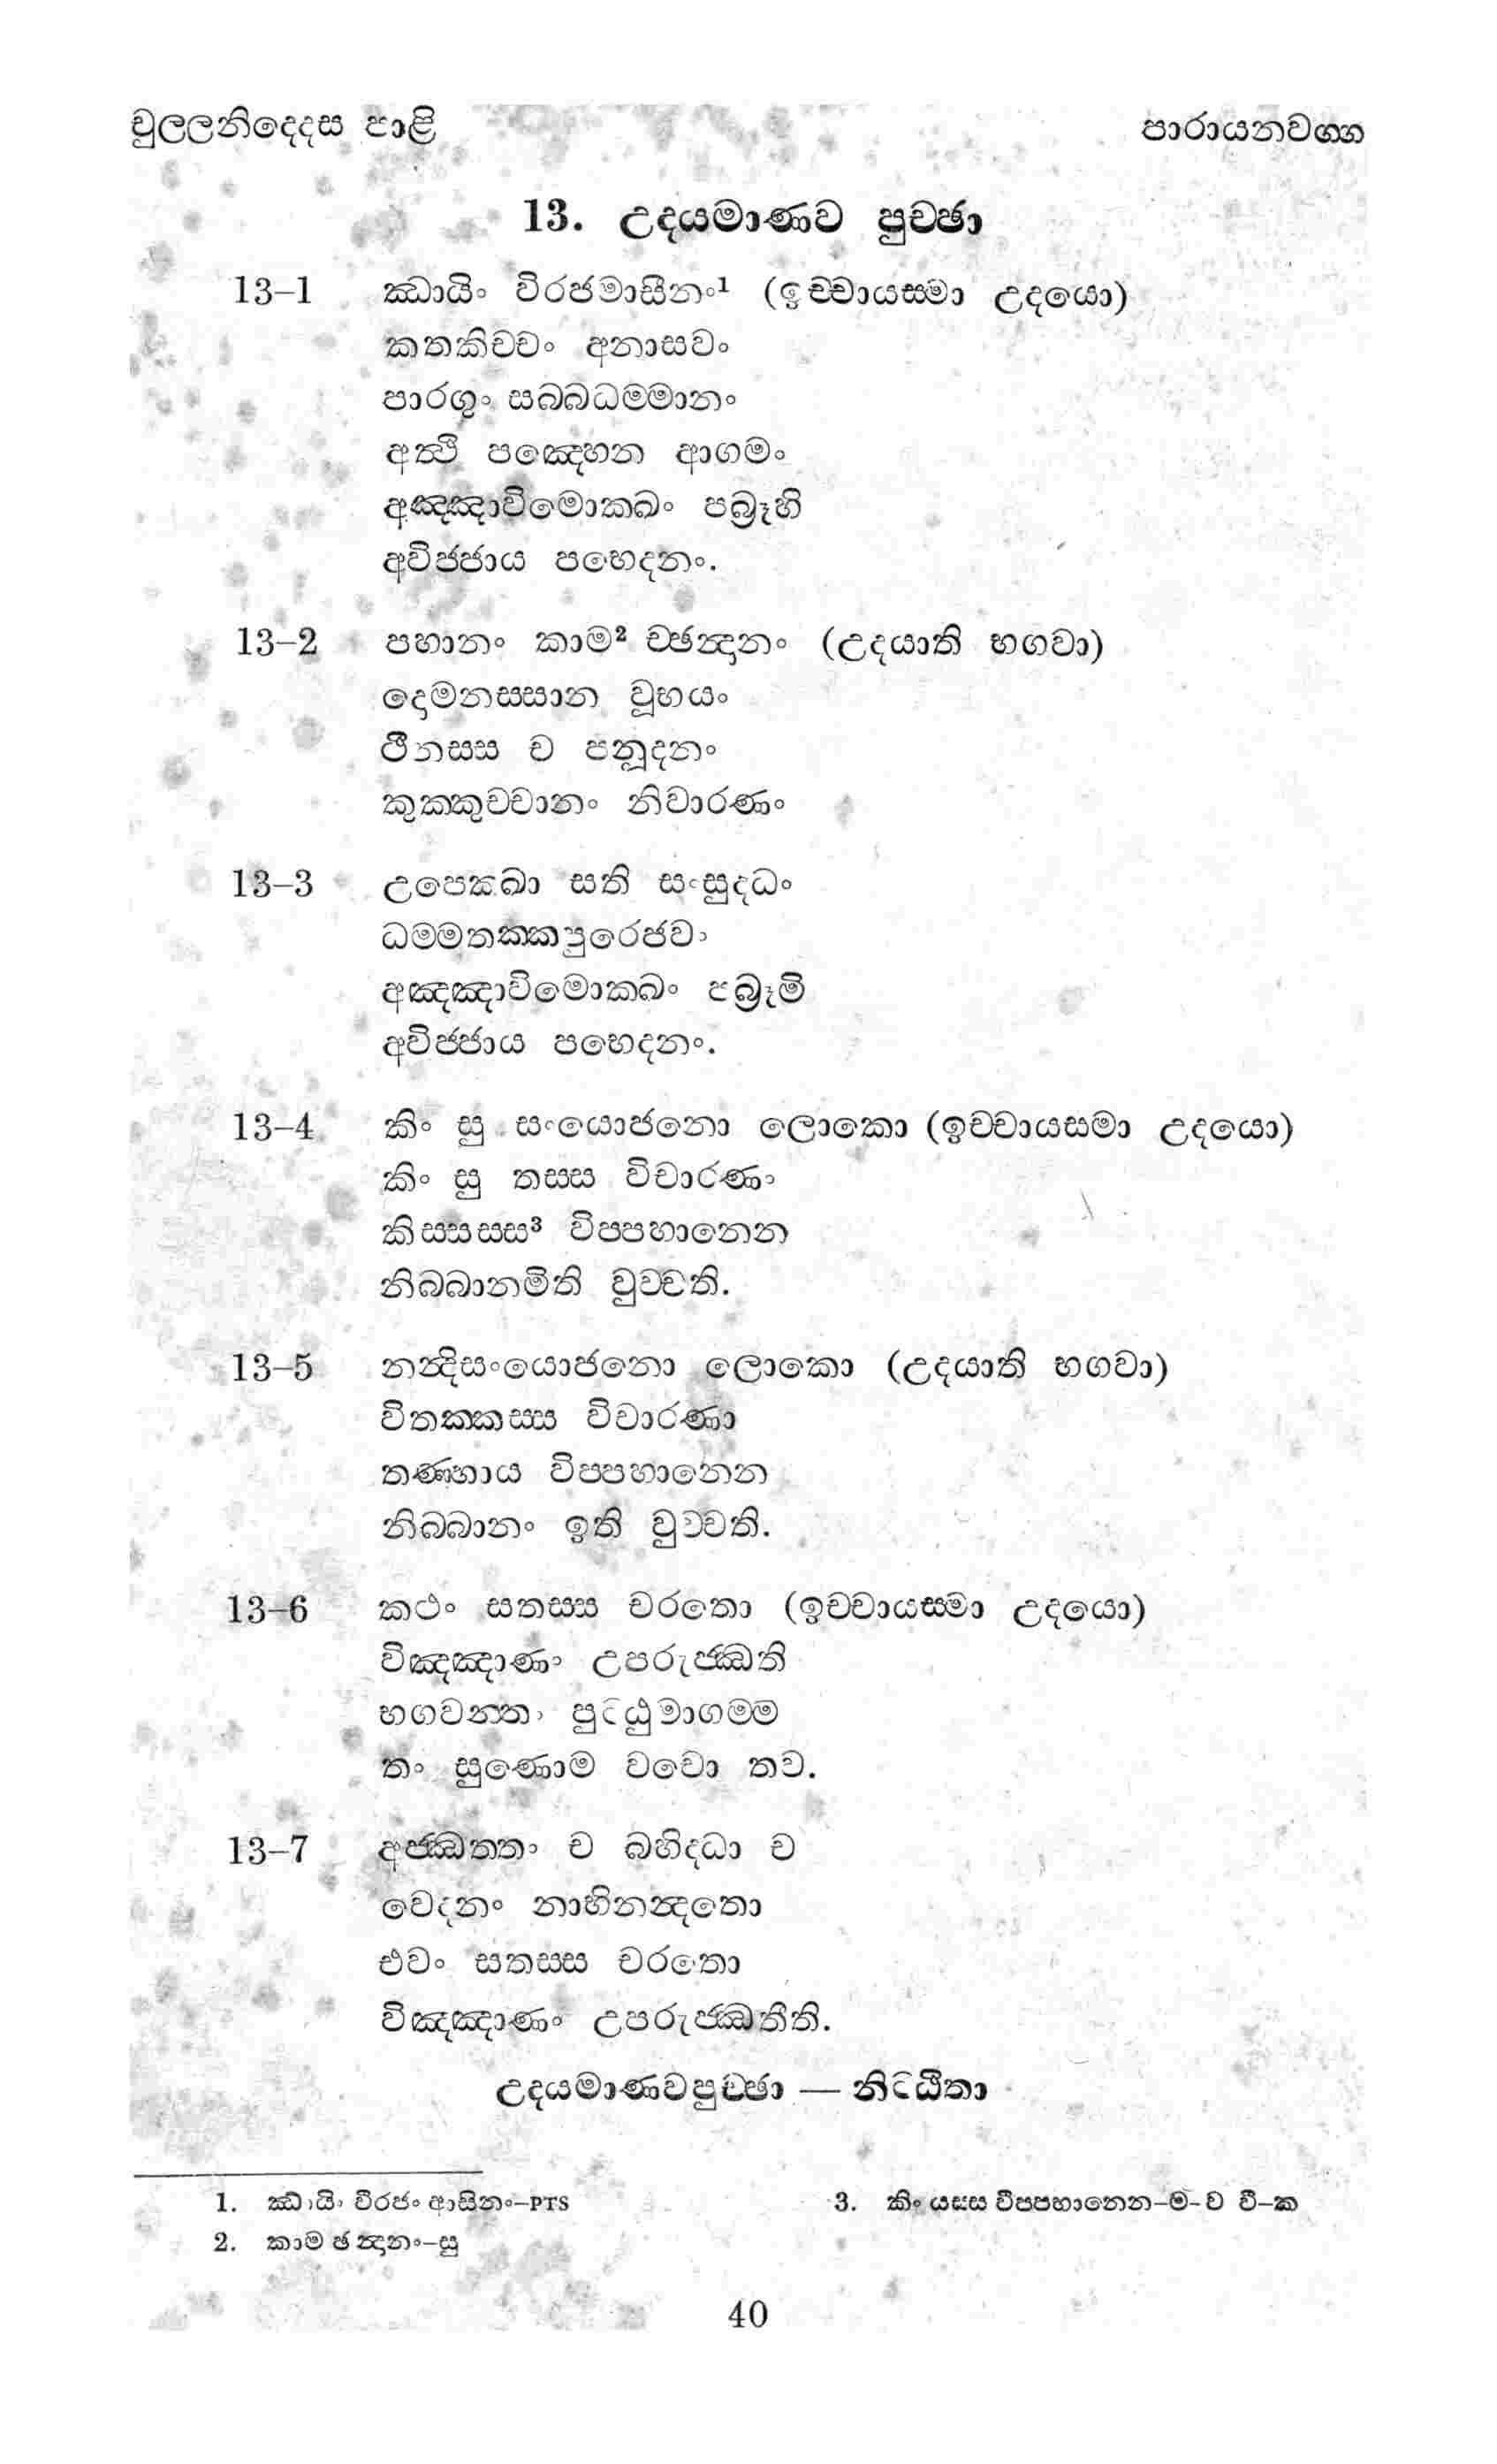 චුල්ලනිද්දෙස පාළි
පාරායනවග්ග
13. උදයමාණව පුච්ඡා
13–1 ඣායිං විරජමාසීනං¹ (ඉච්චායස්මා උදයො)
කතකිච්චං අනාසවං
පාරගුං සබ්බධම්මානං
අත්ථි පඤ්හෙන ආගමං
අඤ්ඤාවිමොක්ඛං පබ්‍රූහි
අවිජ්ජාය පභෙදනං.
13–2 පහානං කාම² ච්ඡන්දානං (උදයාති භගවා)
දොමනස්සාන වූභයං
ථීනස්ස ච පනූදනං
කුක්කුච්චානං නිවාරණං
13–3 උපෙක්ඛා සති සංසුද්ධං
ධම්මතක්කපුරෙජවං
අඤ්ඤාවිමොක්ඛං පබ්‍රූමි
අවිජ්ජාය පභෙදනං.
13–4 කිං සු සංයොජනො ලොකො (ඉච්චායස්මා උදයො)
කිං සු තස්ස විචාරණං
කිස්සස්ස³ විප්පහානෙන
නිබ්බානමිති වුච්චති.
13–5 නන්දිසංයොජනො ලොකො (උදයාති භගවා)
විතක්කස්ස විචාරණා
තණ්හාය විප්පහානෙන
නිබ්බානං ඉති වුච්චති.
13–6 කථං සතස්ස චරතො (ඉච්චායස්මා උදයො)
විඤ්ඤාණං උපරුජ්ඣති
භගවන්තං පුට්ඨුමාගම්ම
තං සුණොම වචො තව.
13–7 අජ්ඣත්තං ච බහිද්ධා ච
වෙදනං නාභිනන්දතො
එවං සතස්ස චරතො
විඤ්ඤාණං උපරුජ්ඣතීති.
උදයමාණවපුච්ඡා — නිට්ඨිතා
1. ඣායිං වීරජං ආසිනං–PTS
2. කාම ඡන්දානං–සු
3. කිං යස්ස විප්පහානෙන–ම–ව වී–ක
40